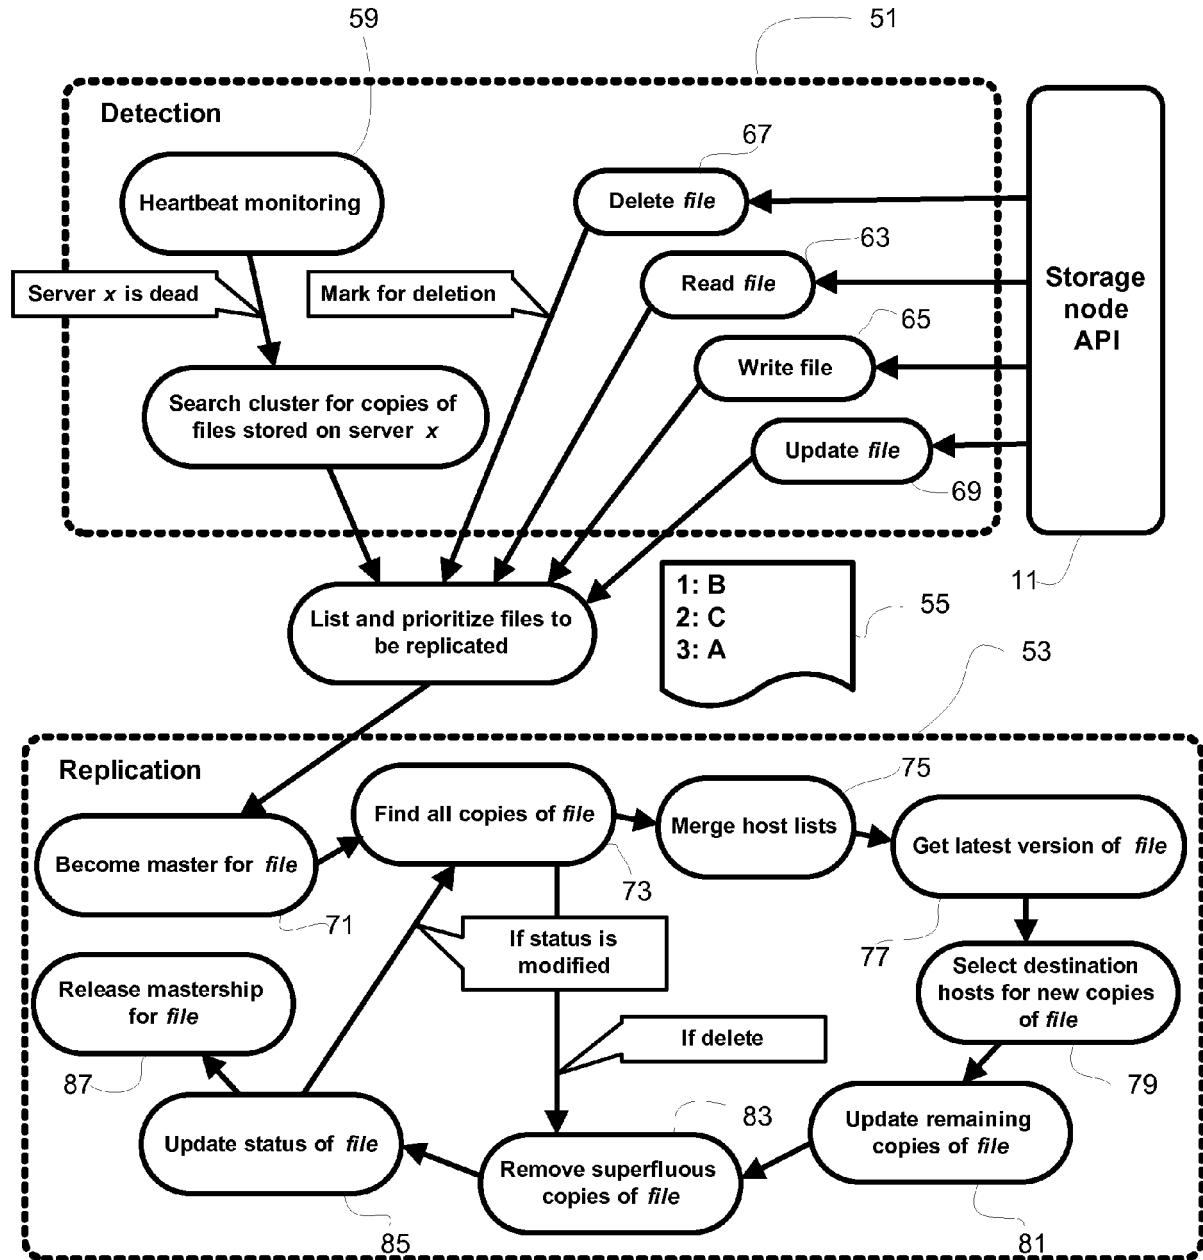 59
51
Detection
67
Heartbeat monitoring
Delete file
63
Server x is dead
Mark for deletion
Read file
Storage
node
API
65
Write file
Search cluster for copies of
files stored on server x
Update file
69
11
1: B
2: C
3: A
55
List and prioritize files to
be replicated
53
Replication
75
Find all copies of file
Merge host lists
Get latest version of file
Become master for file
73
71
77
If status is
modified
Select destination
hosts for new copies
of file
Release mastership
for file
If delete
87
79
83
Update remaining
copies of file
Update status of file
Remove superfluous
copies of file
85
81